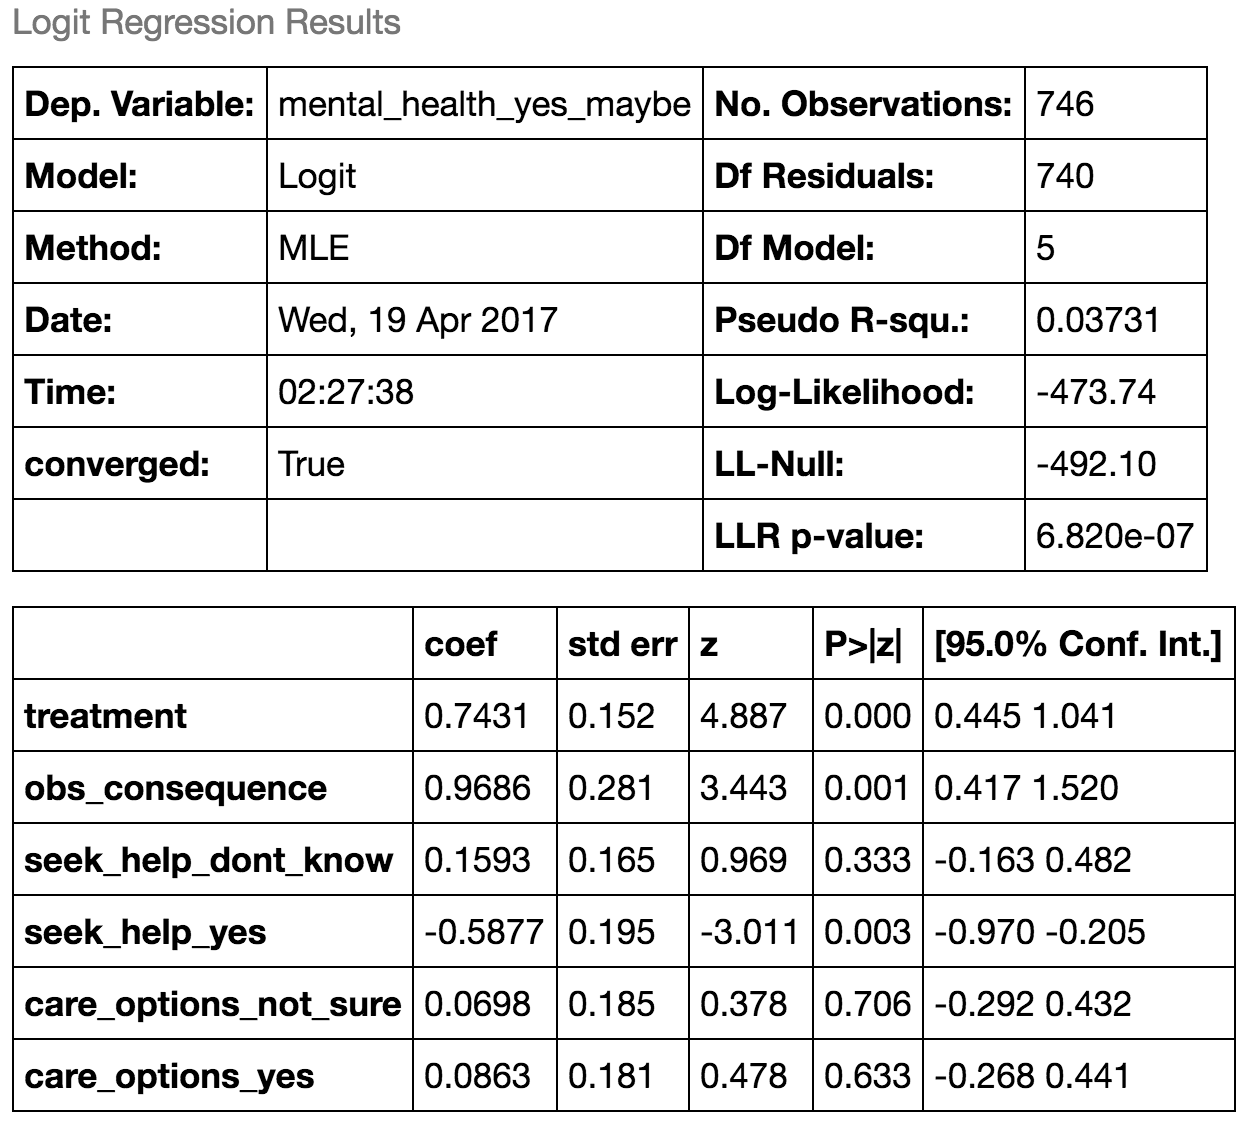 Logit Regression Results
Dep. Variable: mental_health_yes_maybe No. Observations: 746
Model: Logit Df Residuals: 740
Method: MLE Df Model: 5
Date: Wed, 19 Apr 2017 Pseudo R-squ.: 0.03731
Time: 02:27:38 Log-Likelihood: -473.74
converged: True LL-Null: -492.10
LLR p-value: 6.820e-07
coef std err z P>|z| [95.0% Conf. Int.]
treatment 0.7431 0.152 4.887 0.000 0.445 1.041
obs_consequence 0.9686 0.281 3.443 0.001 0.417 1.520
seek_help_dont_know 0.1593 0.165 0.969 0.333 -0.163 0.482
seek_help_yes -0.5877 0.195 -3.011 0.003 -0.970 -0.205
care_options_not_sure 0.0698 0.185 0.378 0.706 -0.292 0.432
care_options_yes 0.0863 0.181 0.478 0.633 -0.268 0.441